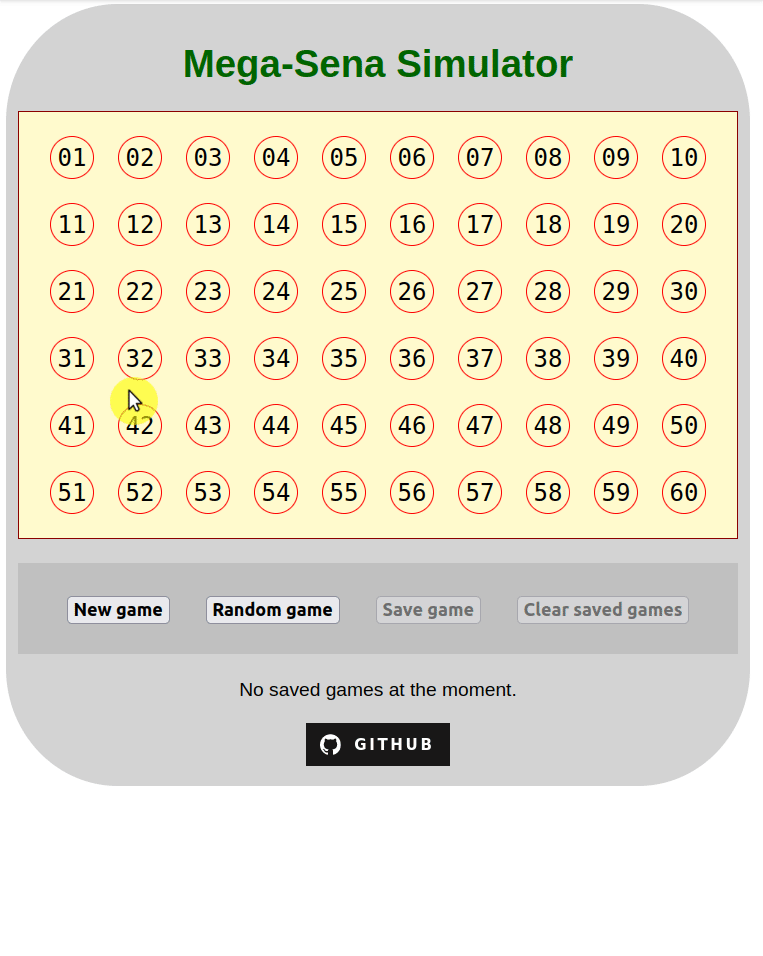 Mega-Sena Simulator
01 02 03 04 05 06 07 08 09 10
11 12 13 14 15 16 17 18 19 20
21 22 23 24 25 26 27 28 29 30
31 32 33 34 35 36 37 38 39 40
41 42 43 44 45 46 47 48 49 50
51 52 53 54 55 56 57 58 59 60
New game Random game Save game Clear saved games
No saved games at the moment.
GITHUB